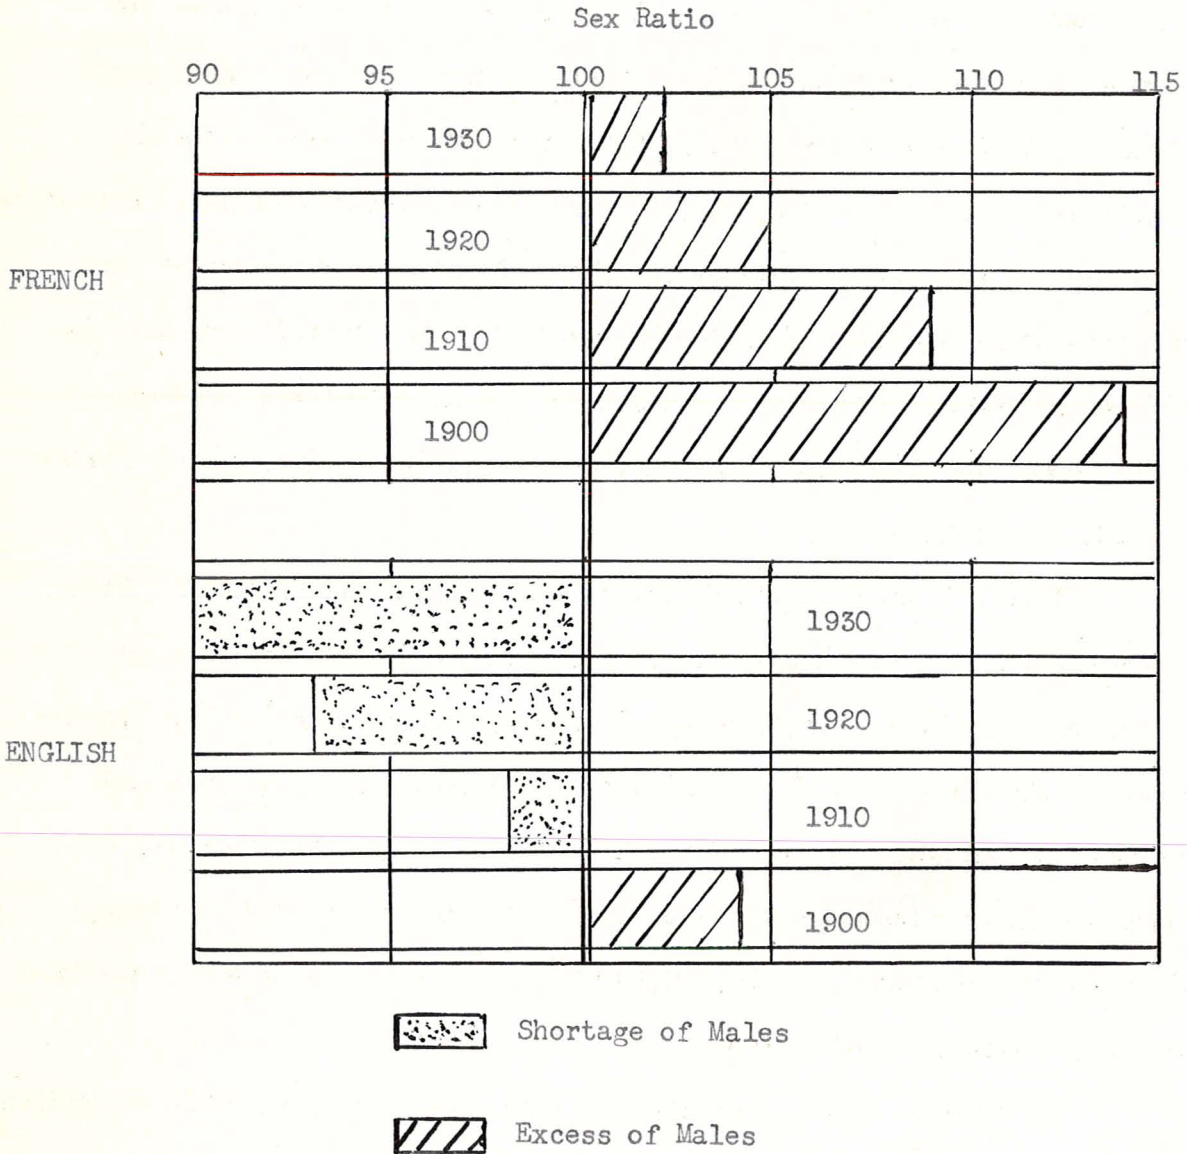 Sex Ratio
90 95 100 105 110 115
1930
1920
FRENCH
1910
1900
1930
1920
ENGLISH
1910
1900
Shortage of Males
Excess of Males